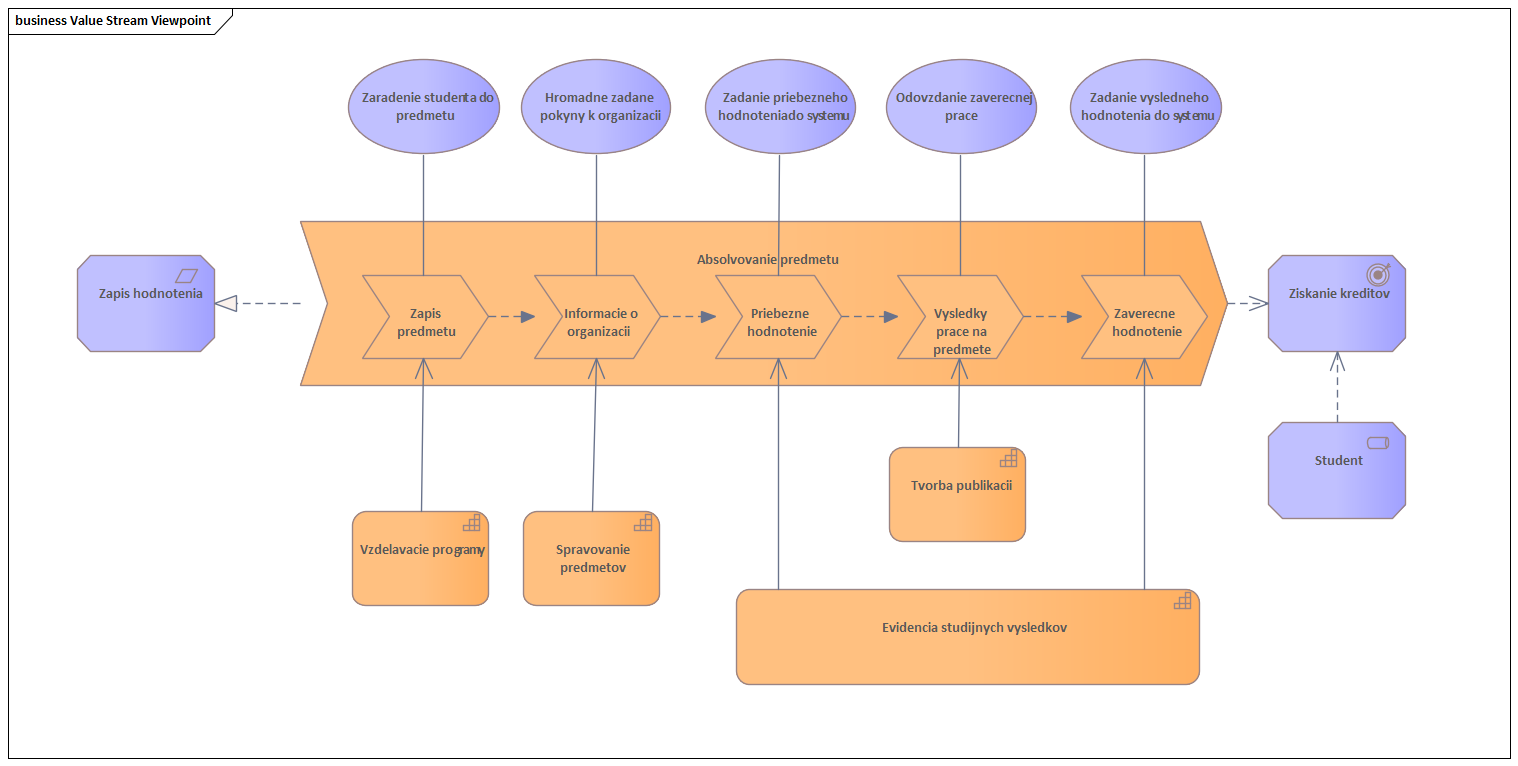 business Value Stream Viewpoint
Zaradenie studenta do
predmetu
Hromadne zadane
pokyny k organizacii
Zadanie priebezneho
hodnoteniado systemu
Odovzdanie zaverecnej
prace
Zadanie vysledneho
hodnotenia do systemu
Absolvovanie predmetu
Zapis hodnotenia
Zapis
predmetu
Informacie o
organizacii
Priebezne
hodnotenie
Vysledky
prace na
predmete
Zaverecne
hodnotenie
Ziskanie kreditov
Student
Tvorba publikacii
Vzdelavacie programy
Spravovanie
predmetov
Evidencia studijnych vysledkov